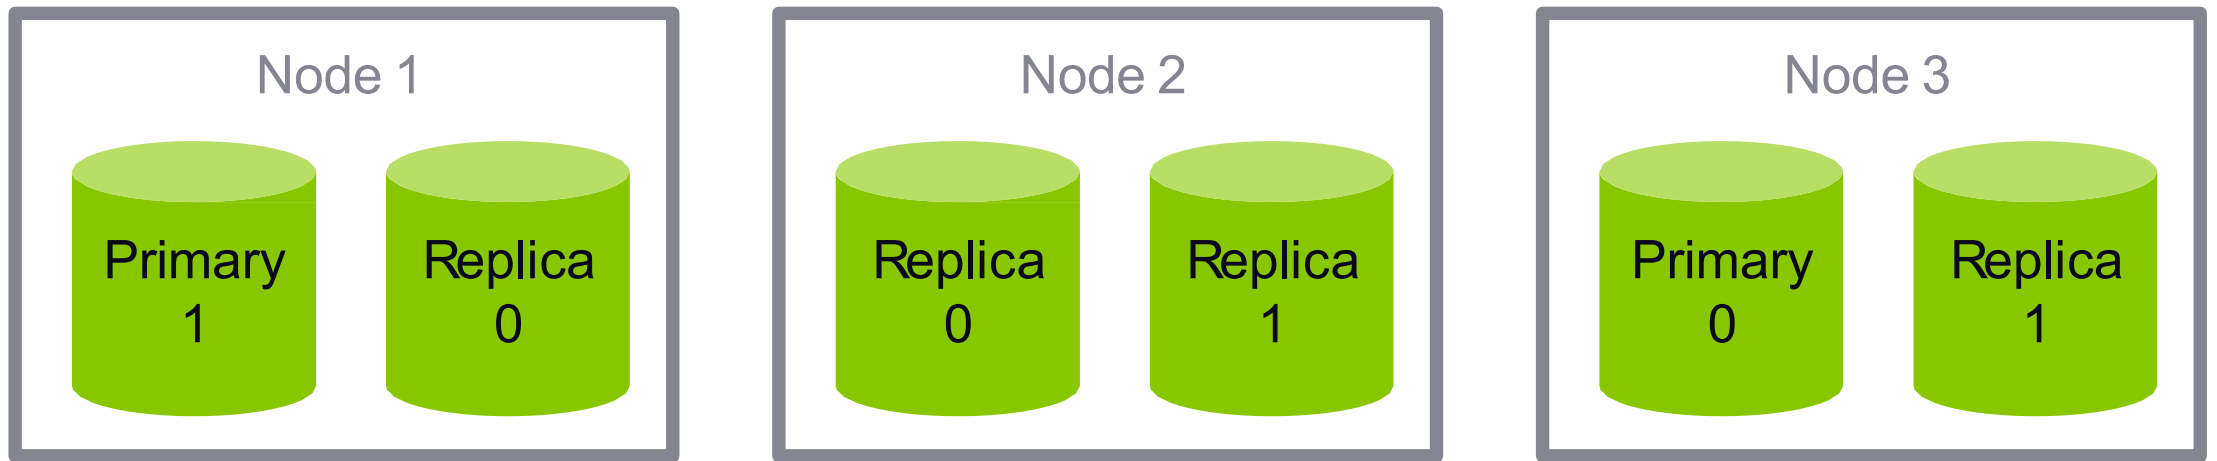 Node 1
Primary
1
Replica
0
Node 2
Replica
0
Replica
1
Node 3
Primary
0
Replica
1